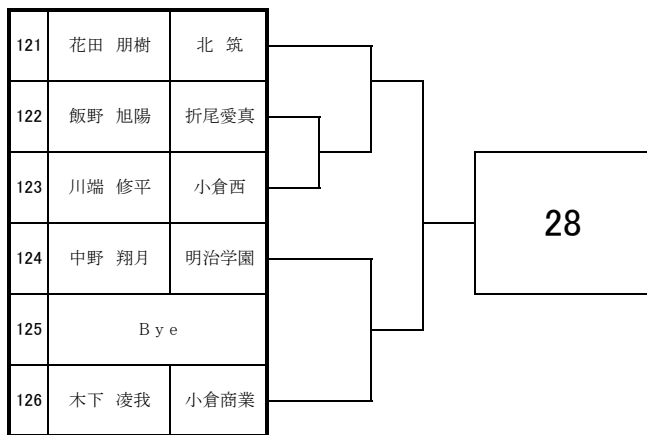 121 花田 朋樹 北 筑
122 飯野 旭陽 折尾愛真
123 川端 修平 小倉西
124 中野 翔月 明治学園
125 Bye
126 木下 凌我 小倉商業
28